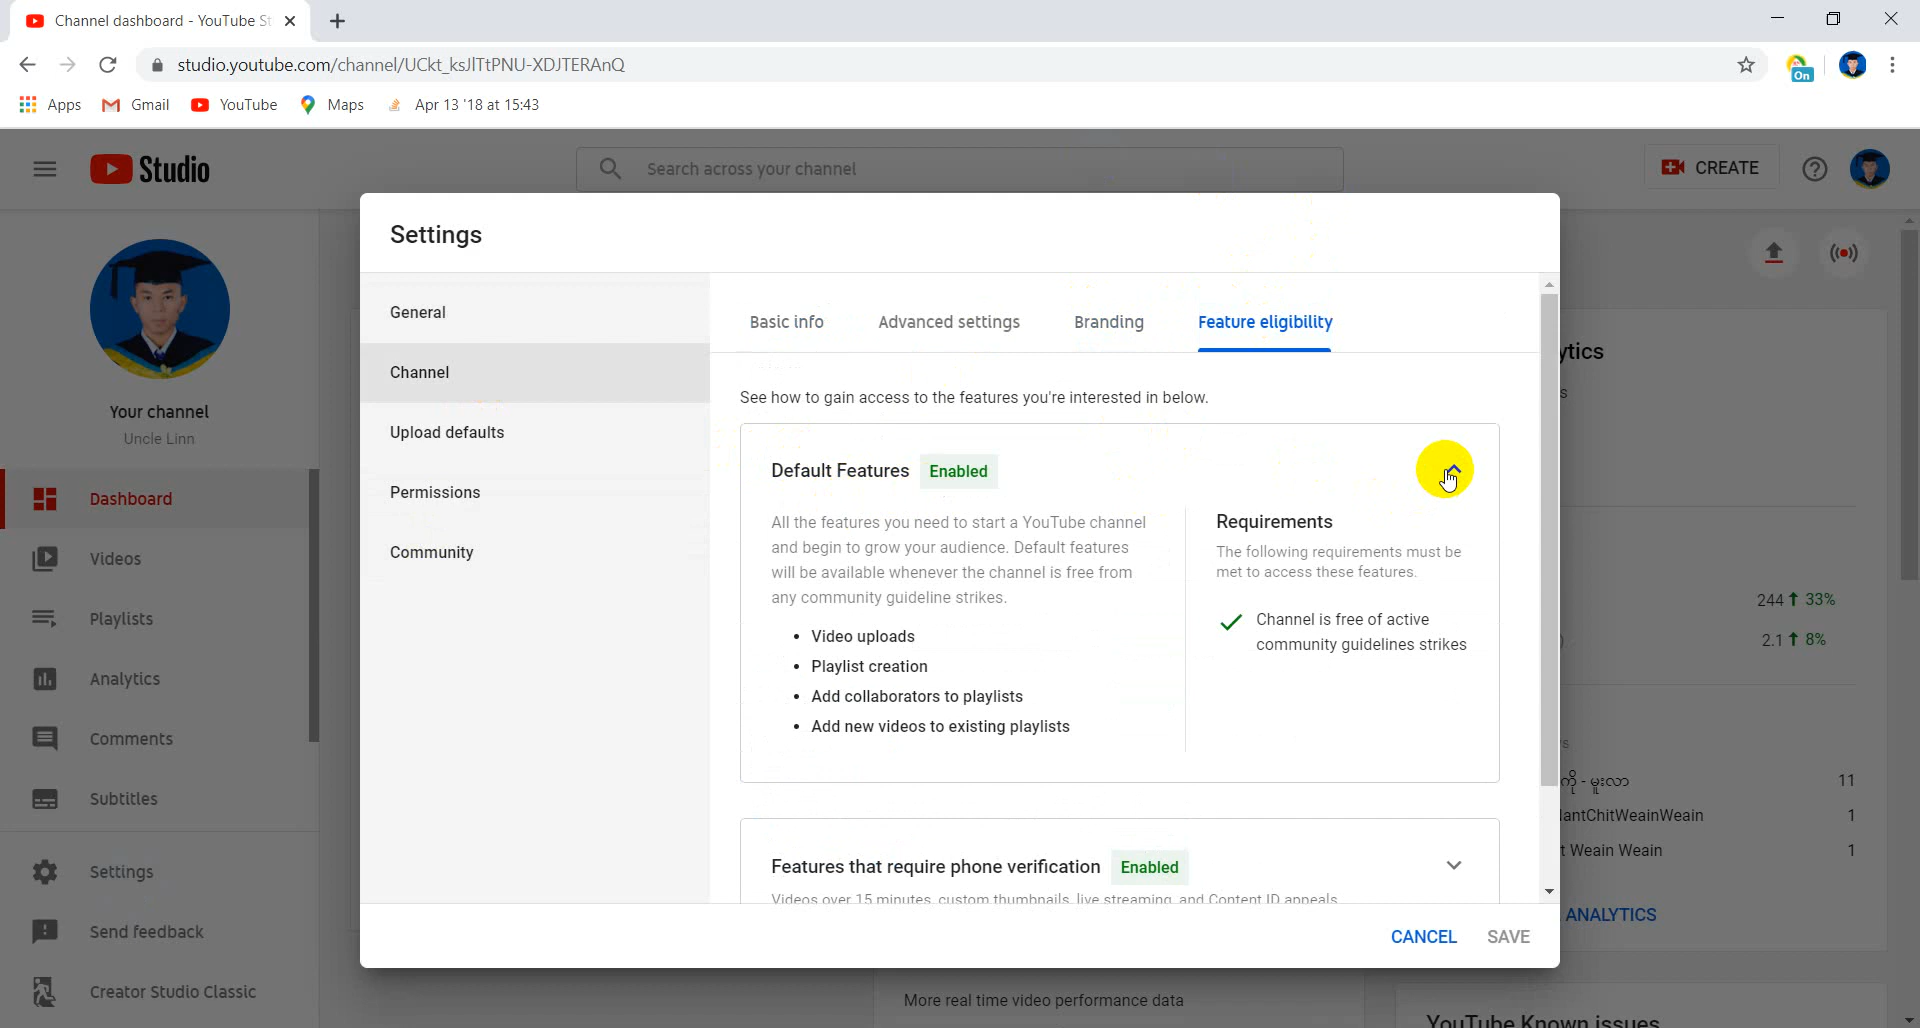 Channel dashboard - YouTube St
studio.youtube.com/channel/UCkt_ksJlTtPNU-XDJTERAnQ
On
Apps
Gmail
YouTube
Maps
Apr 13 '18 at 15:43
Studio
Search across your channel
CREATE
Your channel
Uncle Linn
Dashboard
Videos
Playlists
Analytics
Comments
Subtitles
Settings
Send feedback
Creator Studio Classic
Settings
General
Channel
Upload defaults
Permissions
Community
Basic info
Advanced settings
Branding
Feature eligibility
See how to gain access to the features you're interested in below.
Default Features
Enabled
All the features you need to start a YouTube channel
and begin to grow your audience. Default features
will be available whenever the channel is free from
any community guideline strikes.
• Video uploads
• Playlist creation
• Add collaborators to playlists
• Add new videos to existing playlists
Requirements
The following requirements must be
met to access these features.
Channel is free of active
community guidelines strikes
Features that require phone verification
Enabled
Videos over 15 minutes, custom thumbnails, live streaming, and Content ID appeals
CANCEL
SAVE
ytics
s
244 33%
2.1 8%
ကို - မူးလာ 11
lantChitWeainWeain 1
t Weain Weain 1
ANALYTICS
More real time video performance data
YouTube Known issues